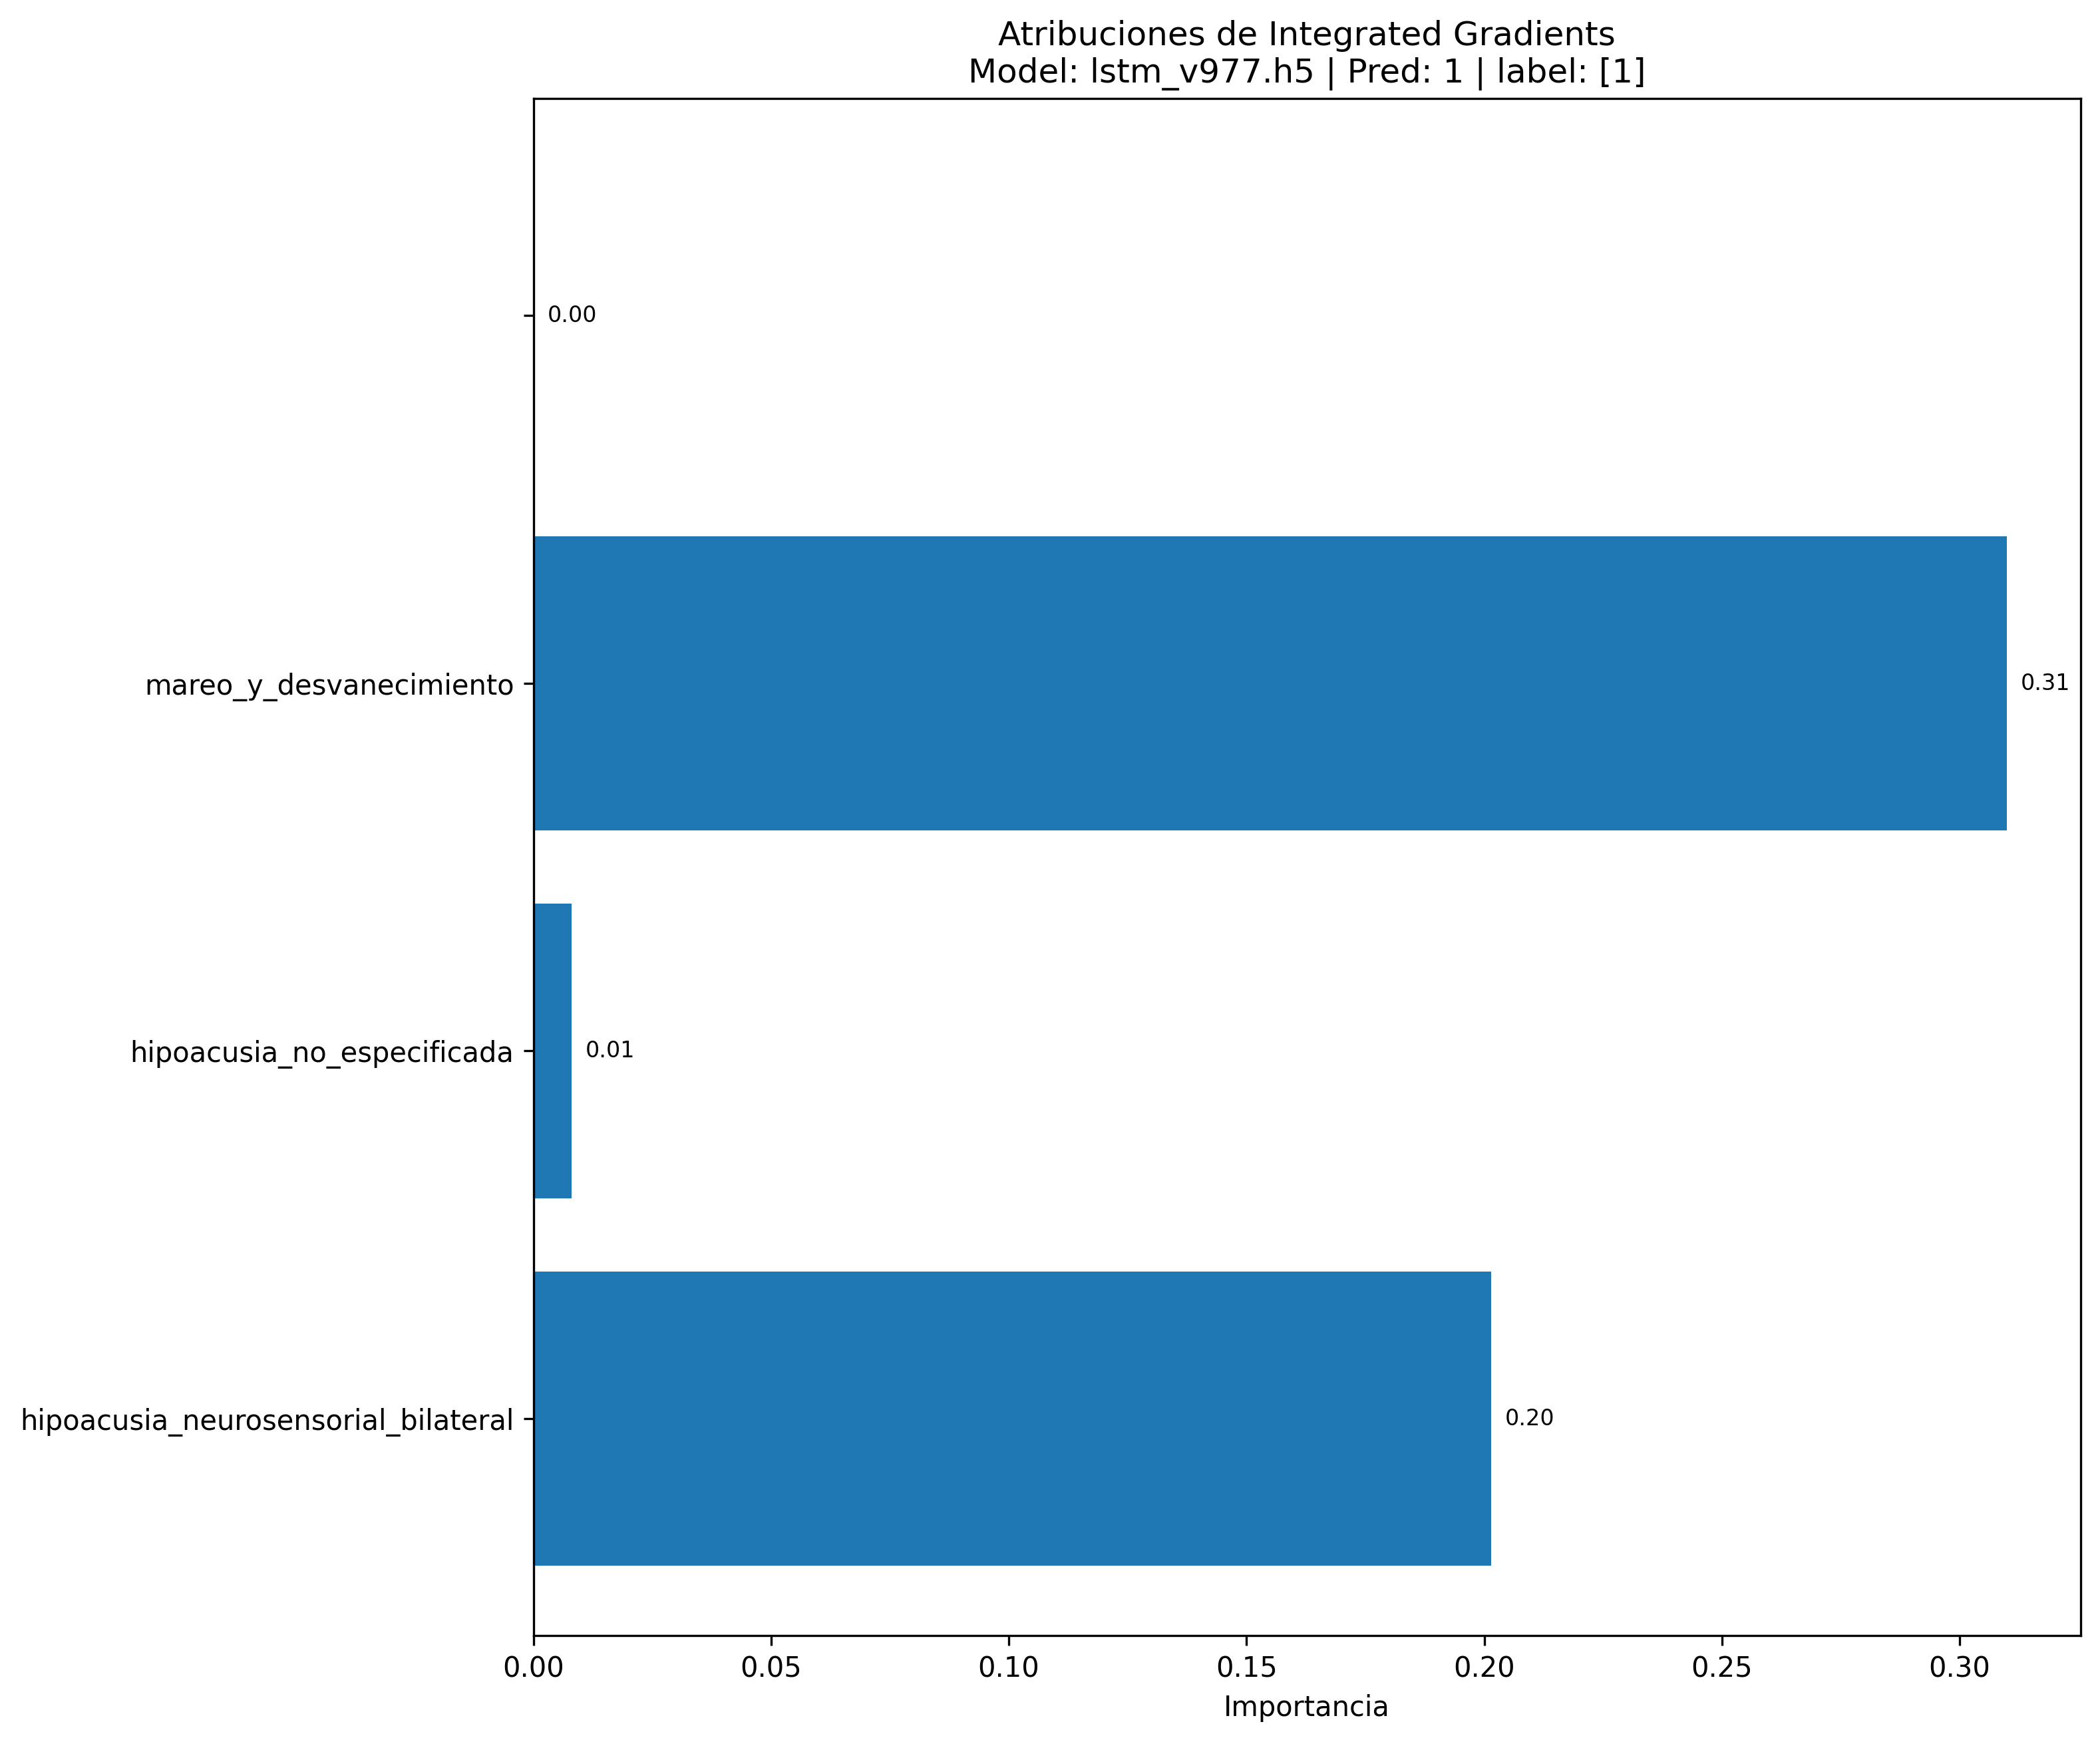 Atribuciones de Integrated Gradients
Model: lstm_v977.h5 | Pred: 1 | label: [1]
0.00
mareo_y_desvanecimiento
0.31
hipoacusia_no_especificada
0.01
hipoacusia_neurosensorial_bilateral
0.20
0.00 0.05 0.10 0.15 0.20 0.25 0.30
Importancia